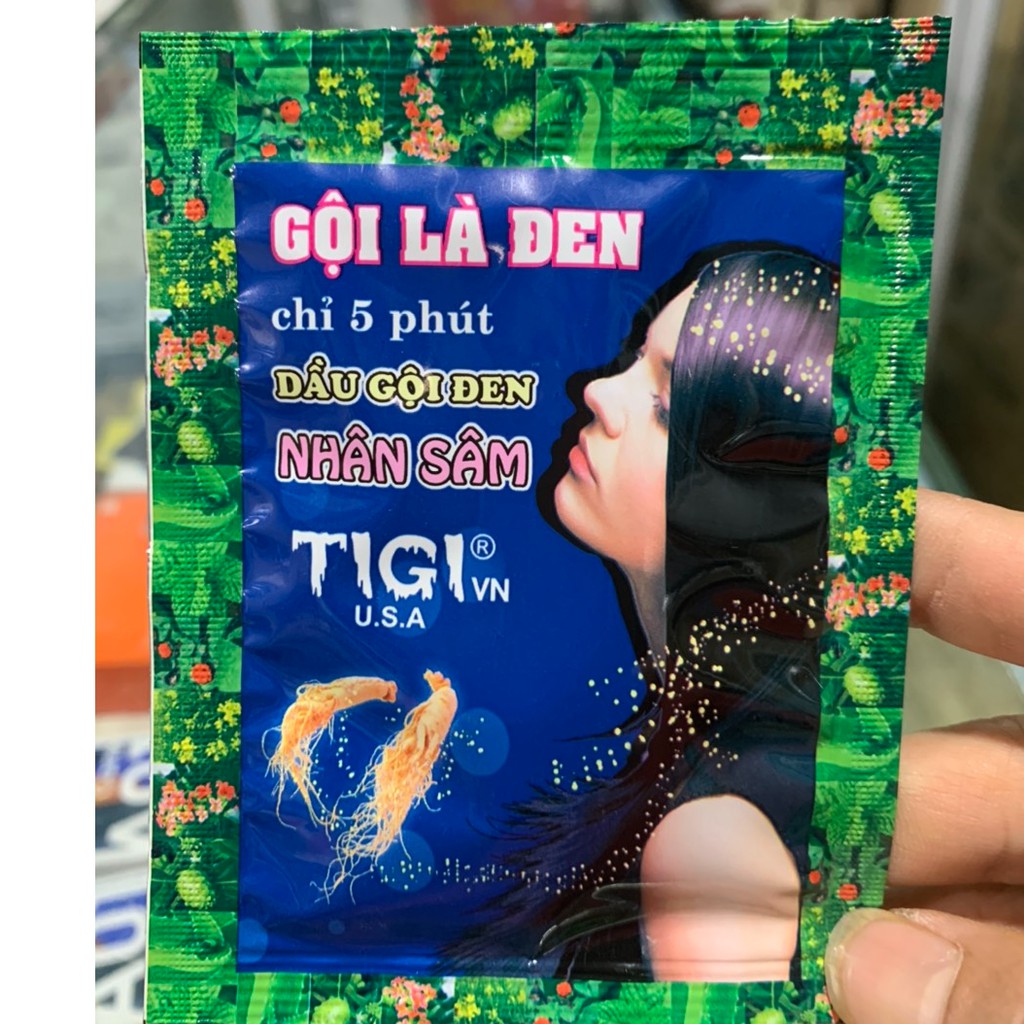 GỘI LÀ ĐEN
chỉ 5 phút
DẦU GỘI ĐEN
NHÂN SÂM
TIGI® VN
U.S.A